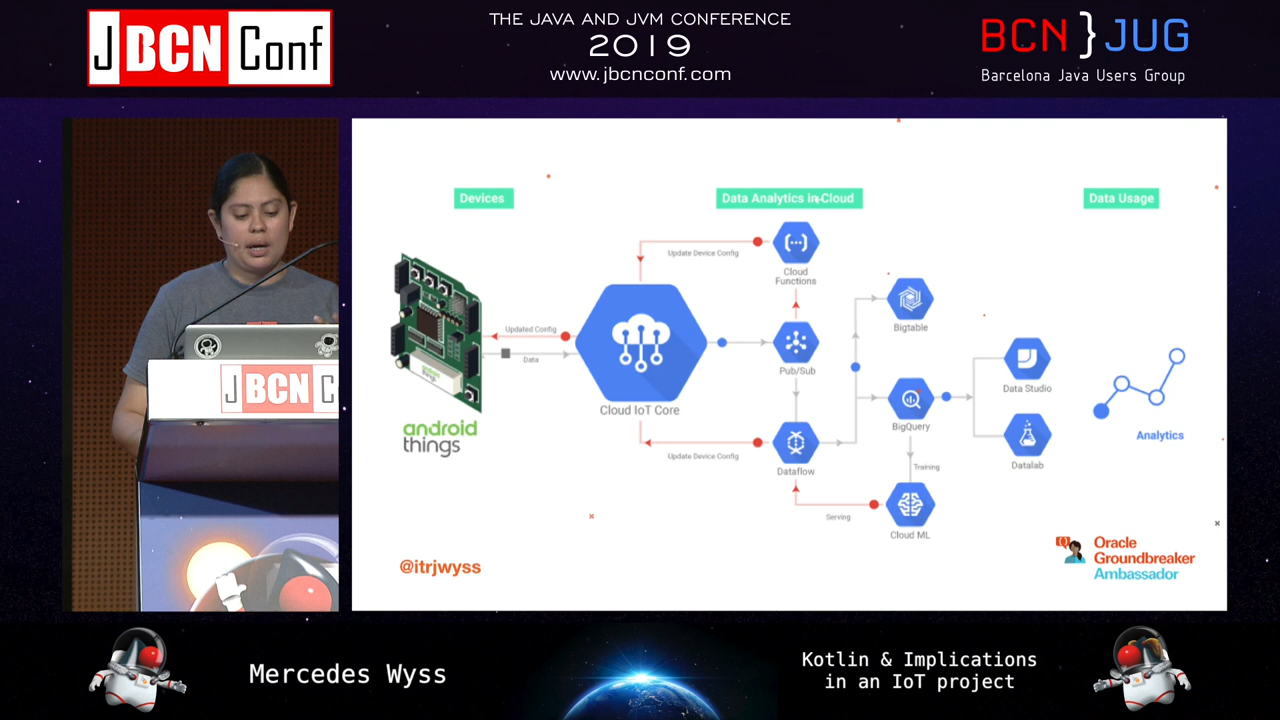 J BCN Conf
THE JAVA AND JVM CONFERENCE
2019
www.jbcnconf.com
BCN } JUG
Barcelona Java Users Group
Devices
Data Analytics in Cloud
Data Usage
Update Device Config
Cloud
Functions
Bigtable
Updated Config
Data
Pub/Sub
Cloud IoT Core
android
things
Data Studio
BigQuery
Analytics
Update Device Config
Dataflow
Datalab
Training
Serving
Cloud ML
J BCN C
@itrjwyss
Oracle
Groundbreaker
Ambassador
Mercedes Wyss
Kotlin & Implications
in an IoT project